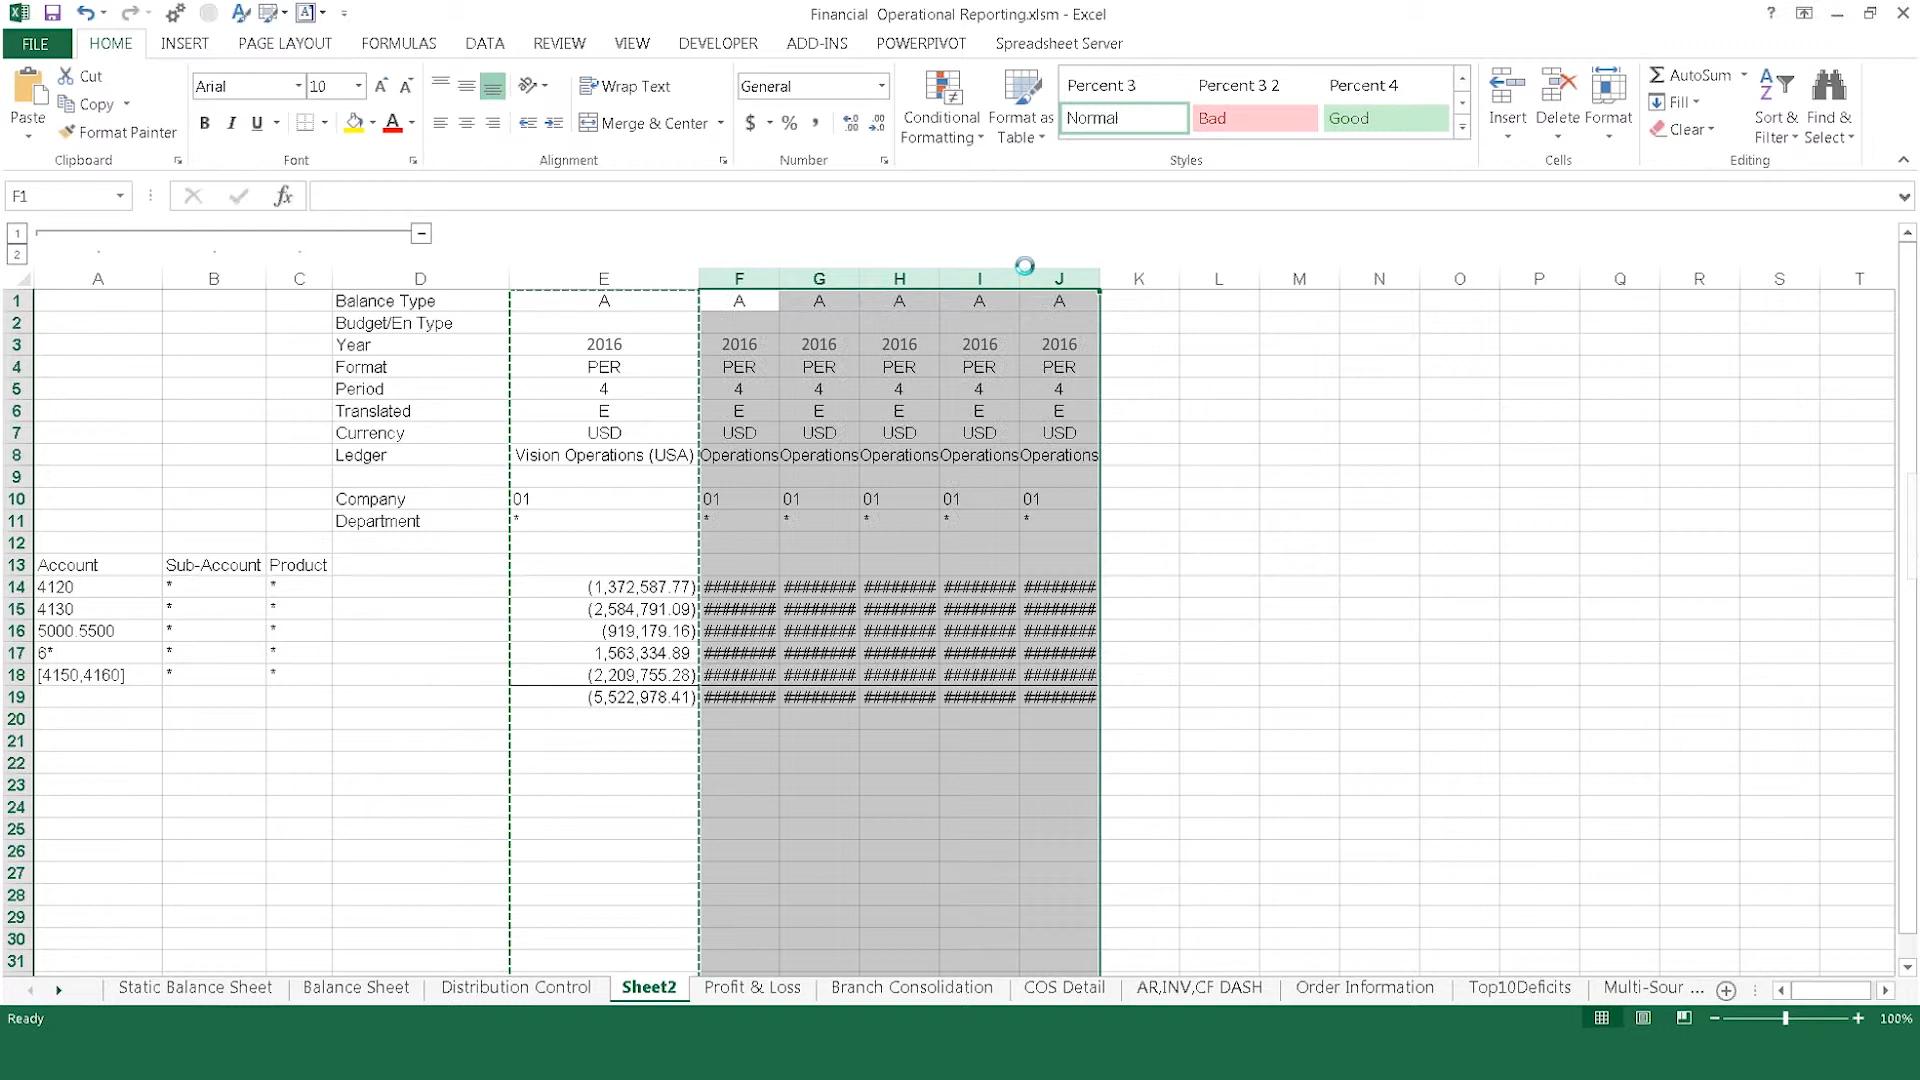 Financial Operational Reporting.xlsm - Excel
FILE HOME INSERT PAGE LAYOUT FORMULAS DATA REVIEW VIEW DEVELOPER ADD-INS POWERPIVOT Spreadsheet Server
Paste
Cut
Copy
Format Painter
Clipboard
Arial 10
B I U
Font
Wrap Text
Merge & Center
Alignment
General
$ % ,
Number
Conditional Formatting
Format as Table
Percent 3 Percent 3 2 Percent 4
Normal Bad Good
Styles
Insert Delete Format
Cells
AutoSum
Fill
Clear
Sort & Filter
Find & Select
Editing
F1 fx
1
2
A B C D E F G H I J K L M N O P Q R S T
1 Balance Type A A A A A A
2 Budget/En Type
3 Year 2016 2016 2016 2016 2016 2016
4 Format PER PER PER PER PER PER
5 Period 4 4 4 4 4 4
6 Translated E E E E E E
7 Currency USD USD USD USD USD USD
8 Ledger Vision Operations (USA) Operations Operations Operations Operations Operations
9
10 Company 01 01 01 01 01 01
11 Department * * * * * *
12
13 Account Sub-Account Product
14 4120 * * (1,372,587.77) ######## ######## ######## ######## ########
15 4130 * * (2,584,791.09) ######## ######## ######## ######## ########
16 5000.5500 * * (919,179.16) ######## ######## ######## ######## ########
17 6* * * 1,563,334.89 ######## ######## ######## ######## ########
18 [4150,4160] * * (2,209,755.28) ######## ######## ######## ######## ########
19 (5,522,978.41) ######## ######## ######## ######## ########
20
21
22
23
24
25
26
27
28
29
30
31
Static Balance Sheet Balance Sheet Distribution Control Sheet2 Profit & Loss Branch Consolidation COS Detail AR,INV,CF DASH Order Information Top10Deficits Multi-Sour ...
Ready 100%